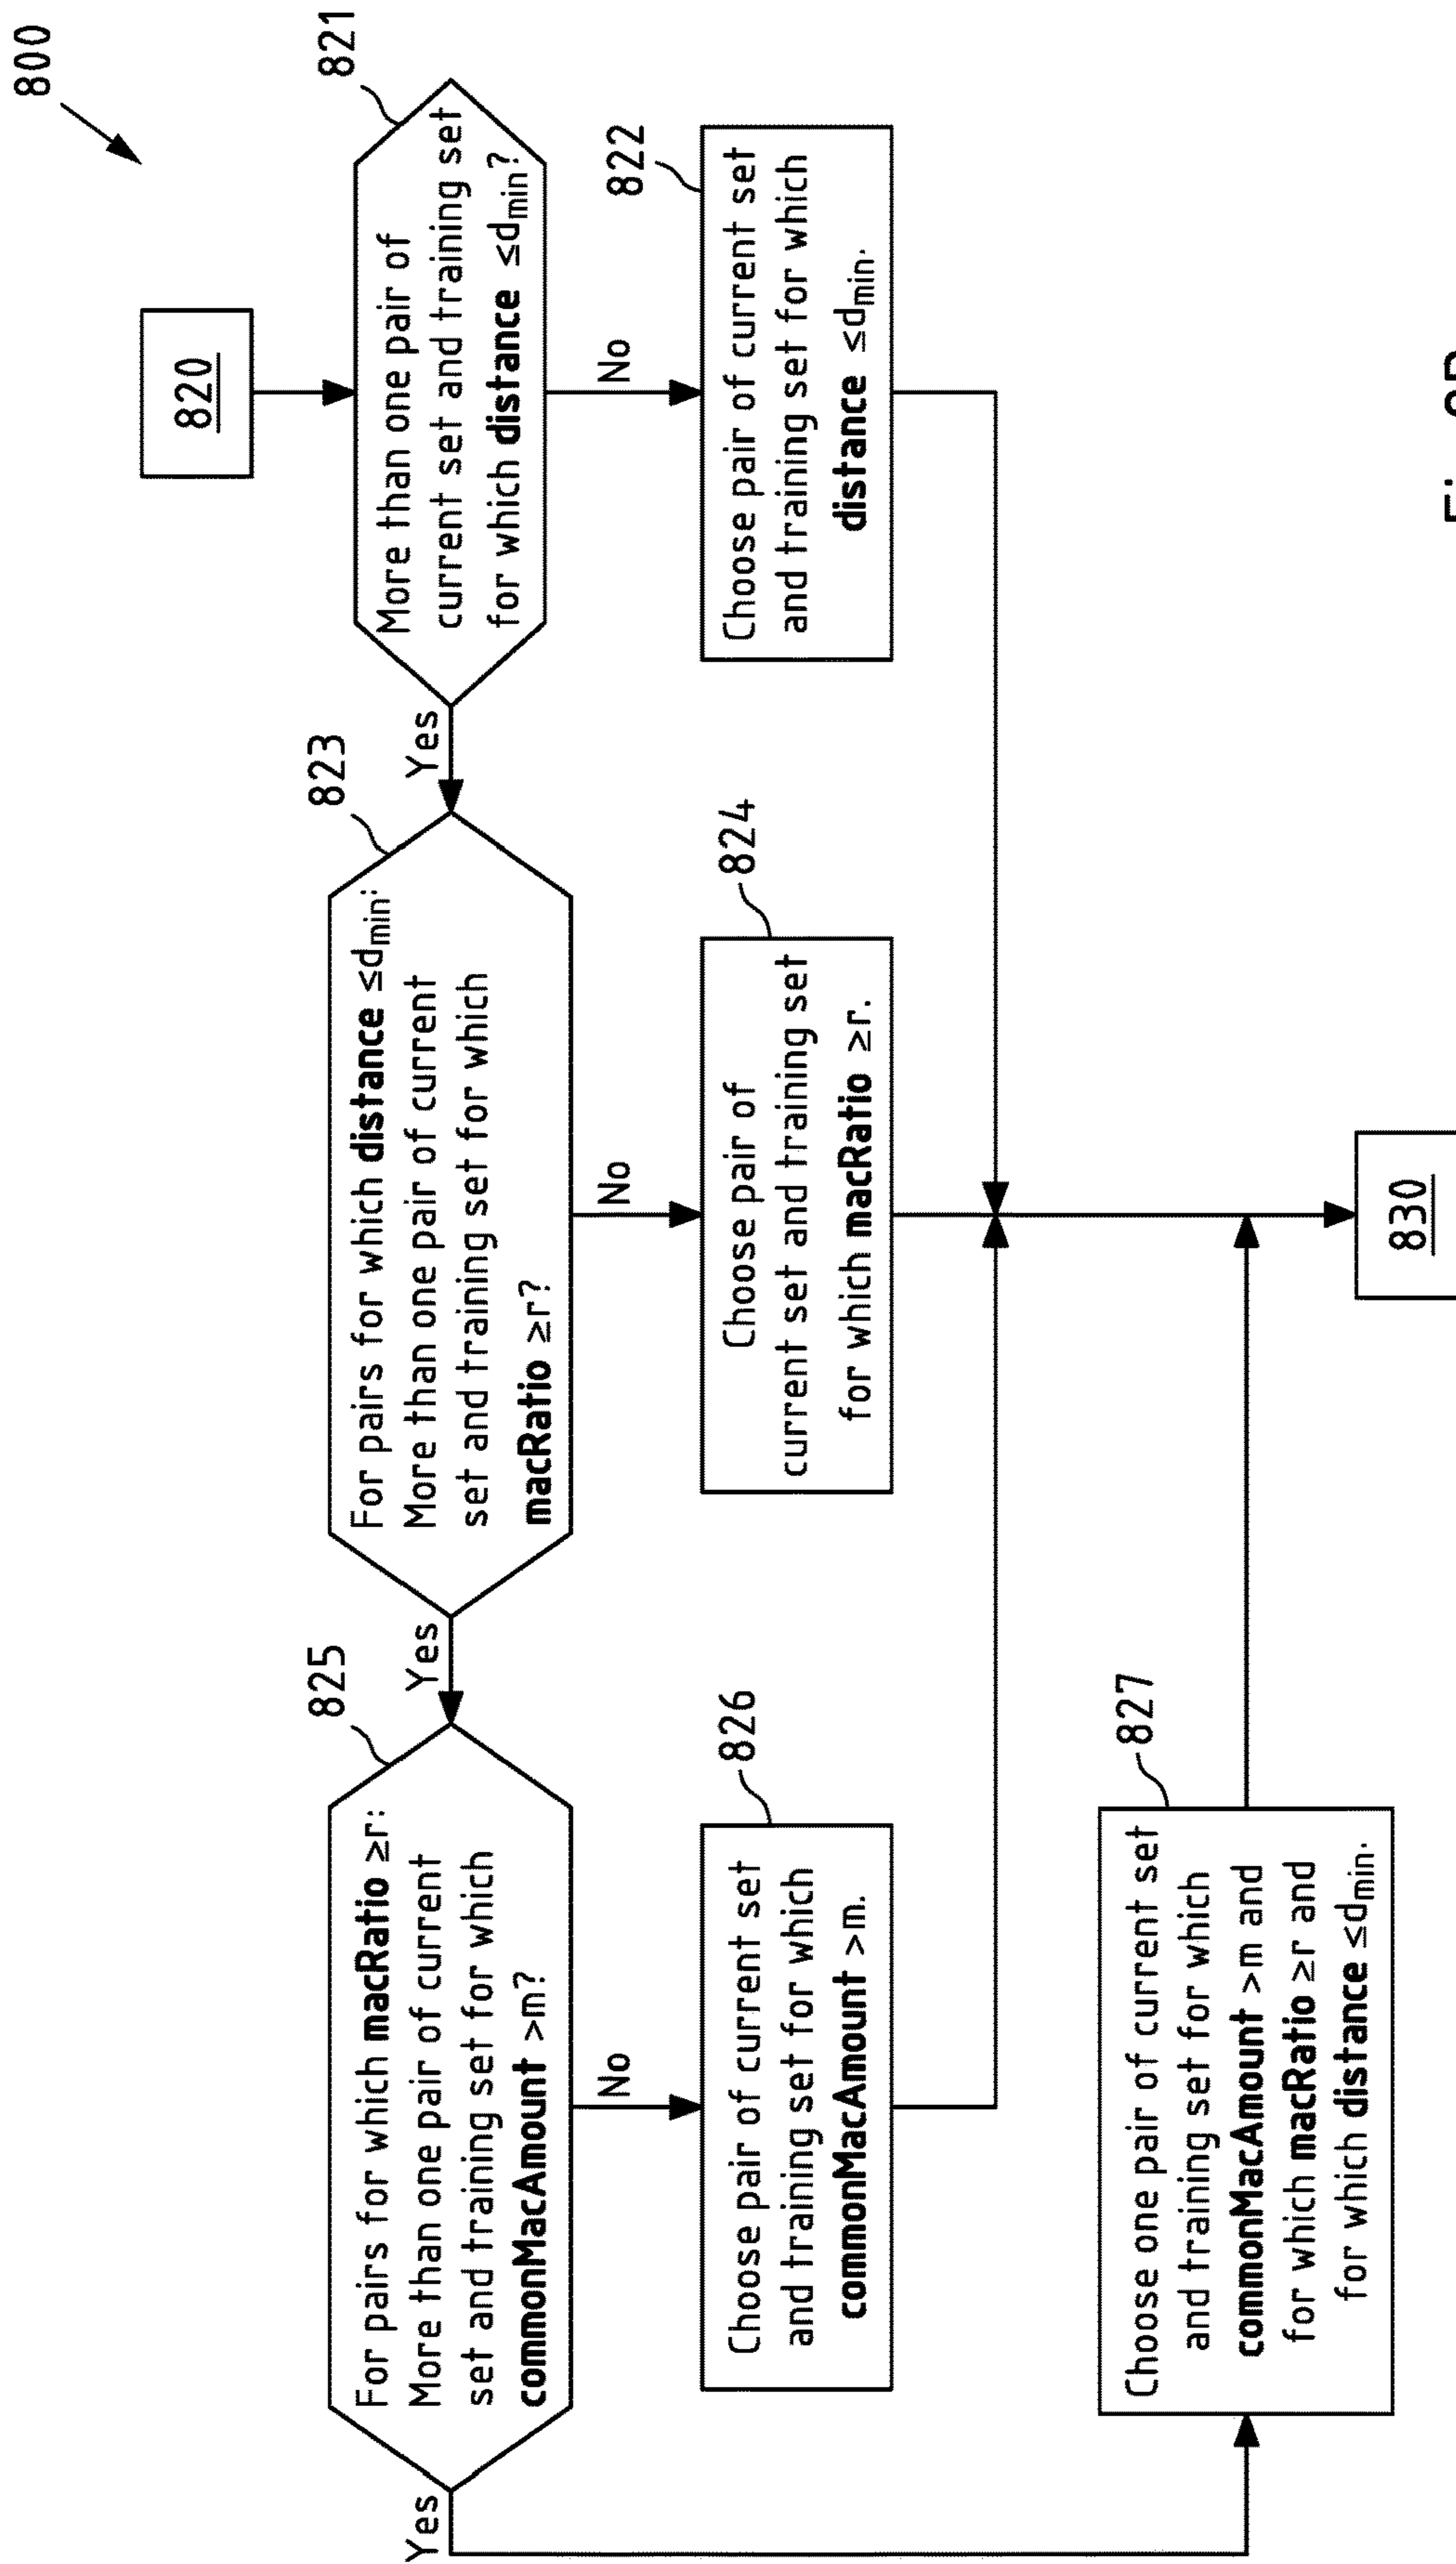 800
820
821
More than one pair of
current set and training set
for which distance ≤dmin?
Yes
No
822
Choose pair of current set
and training set for which
distance ≤dmin.
823
For pairs for which distance ≤dmin:
More than one pair of current
set and training set for which
macRatio ≥r?
Yes
No
824
Choose pair of
current set and training set
for which macRatio ≥r.
825
For pairs for which macRatio ≥r:
More than one pair of current
set and training set for which
commonMacAmount >m?
Yes
No
826
Choose pair of current set
and training set for which
commonMacAmount >m.
827
Choose one pair of current set
and training set for which
commonMacAmount >m and
for which macRatio ≥r and
for which distance ≤dmin.
830